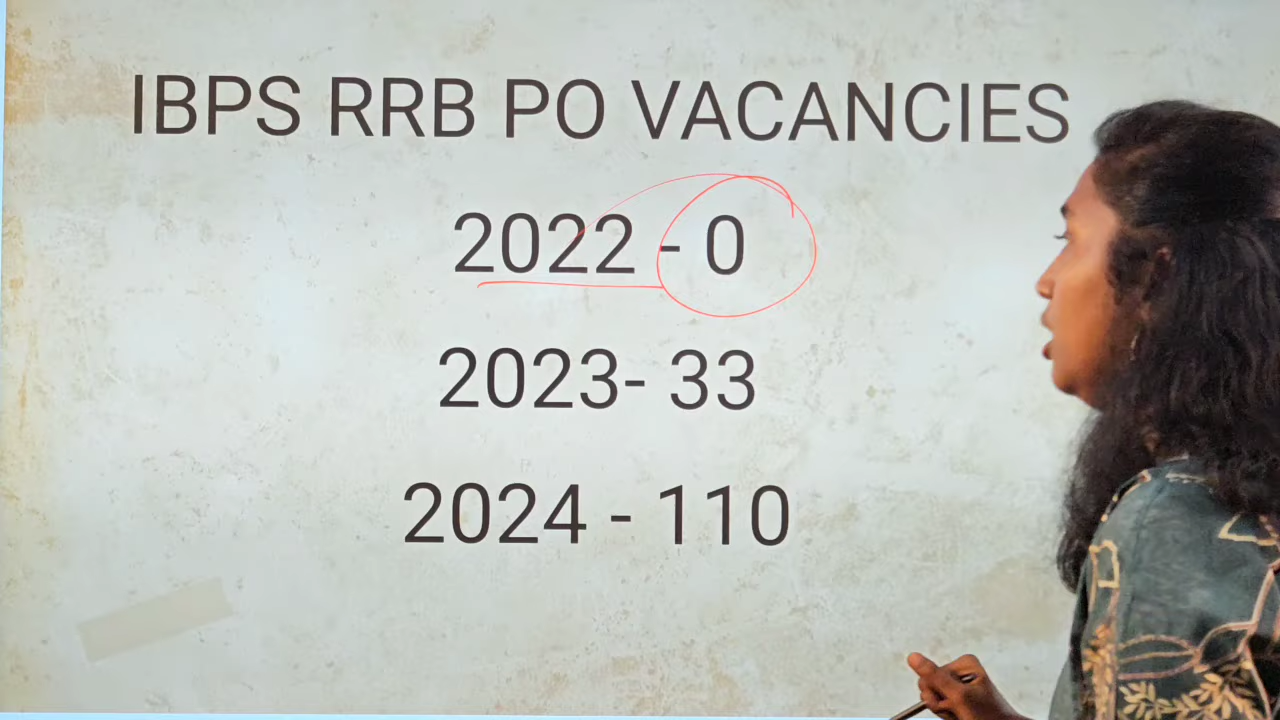 IBPS RRB PO VACANCIES
2022 - 0
2023- 33
2024 - 110